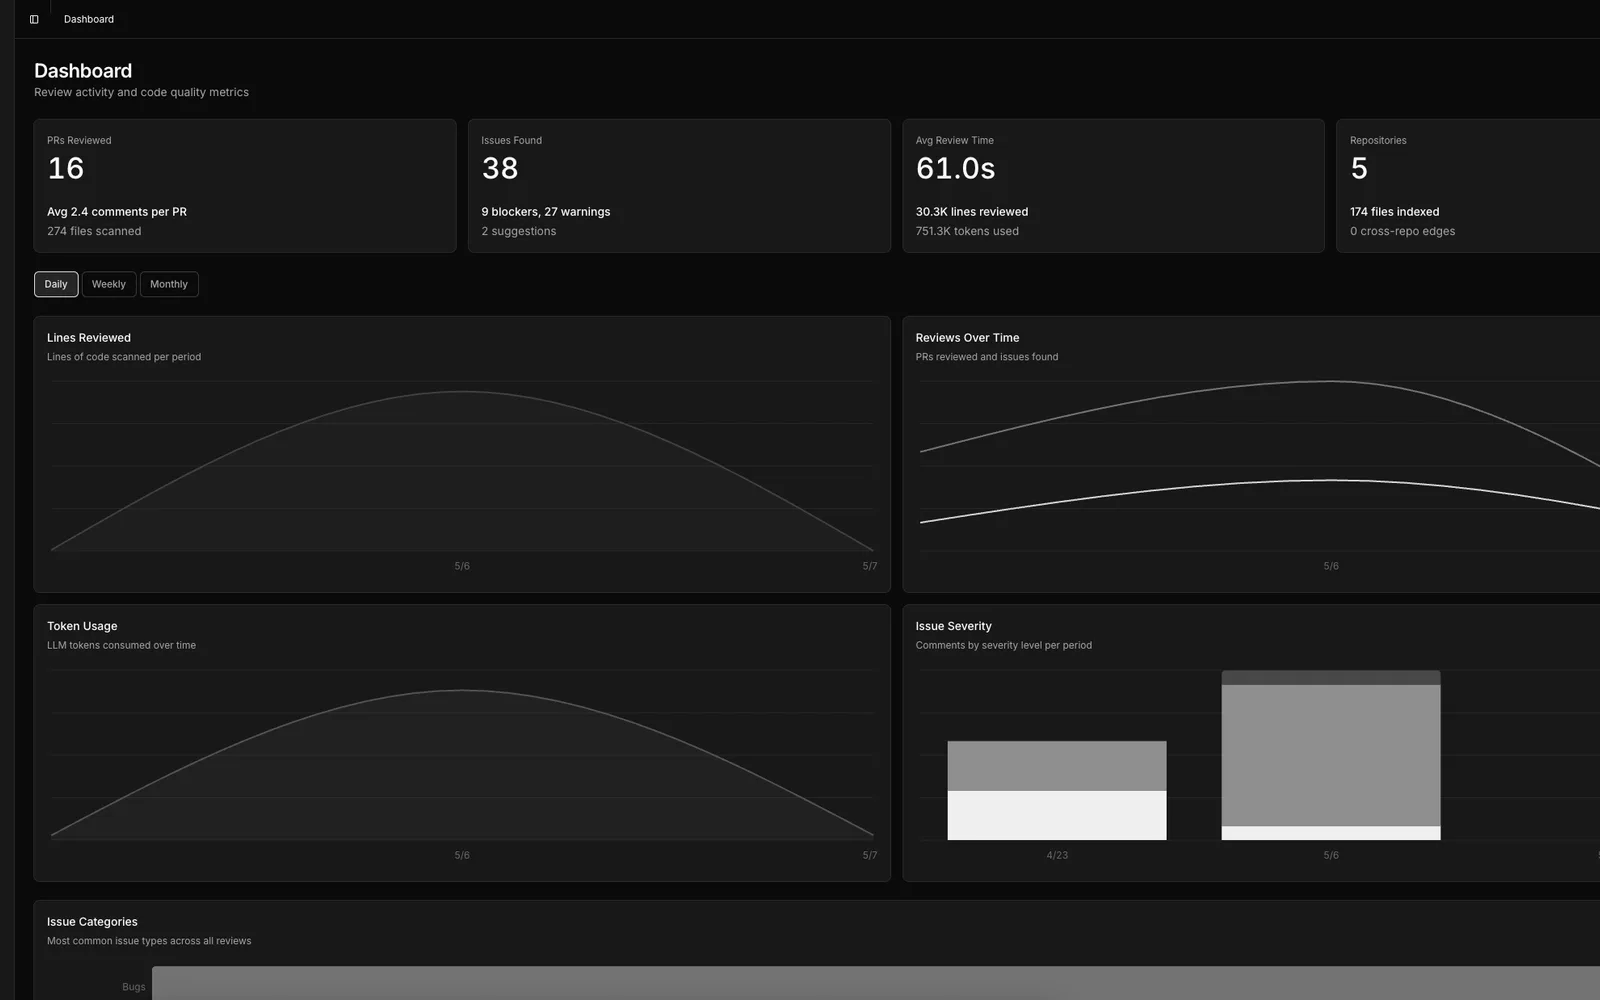 Dashboard
Dashboard
Review activity and code quality metrics
PRs Reviewed
16
Avg 2.4 comments per PR
274 files scanned
Issues Found
38
9 blockers, 27 warnings
2 suggestions
Avg Review Time
61.0s
30.3K lines reviewed
751.3K tokens used
Repositories
5
174 files indexed
0 cross-repo edges
Daily
Weekly
Monthly
Lines Reviewed
Lines of code scanned per period
5/6
5/7
Reviews Over Time
PRs reviewed and issues found
5/6
Token Usage
LLM tokens consumed over time
5/6
5/7
Issue Severity
Comments by severity level per period
4/23
5/6
Issue Categories
Most common issue types across all reviews
Bugs